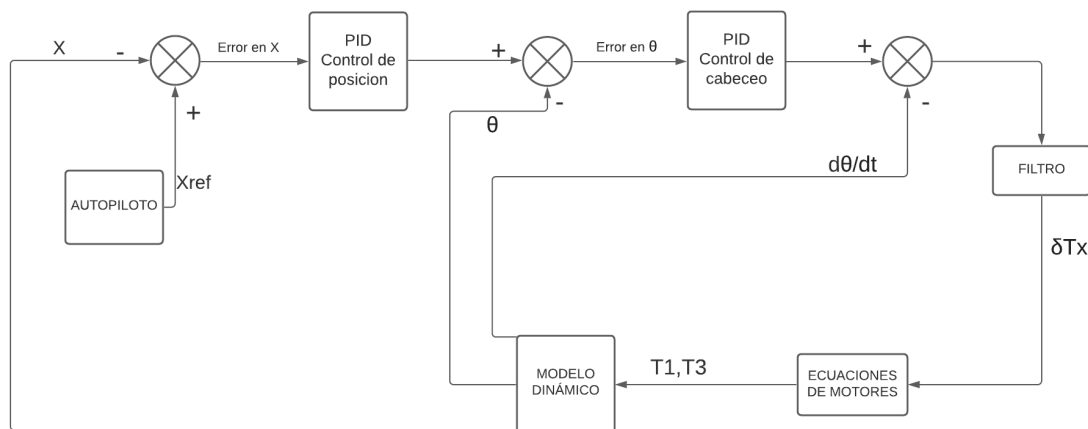 X
-
Error en X
PID
Control de
posicion
+
Error en θ
PID
Control de
cabeceo
+
-
-
+
θ
Xref
AUTOPILOTO
dθ/dt
FILTRO
δTx
MODELO
DINÁMICO
T1,T3
ECUACIONES
DE MOTORES